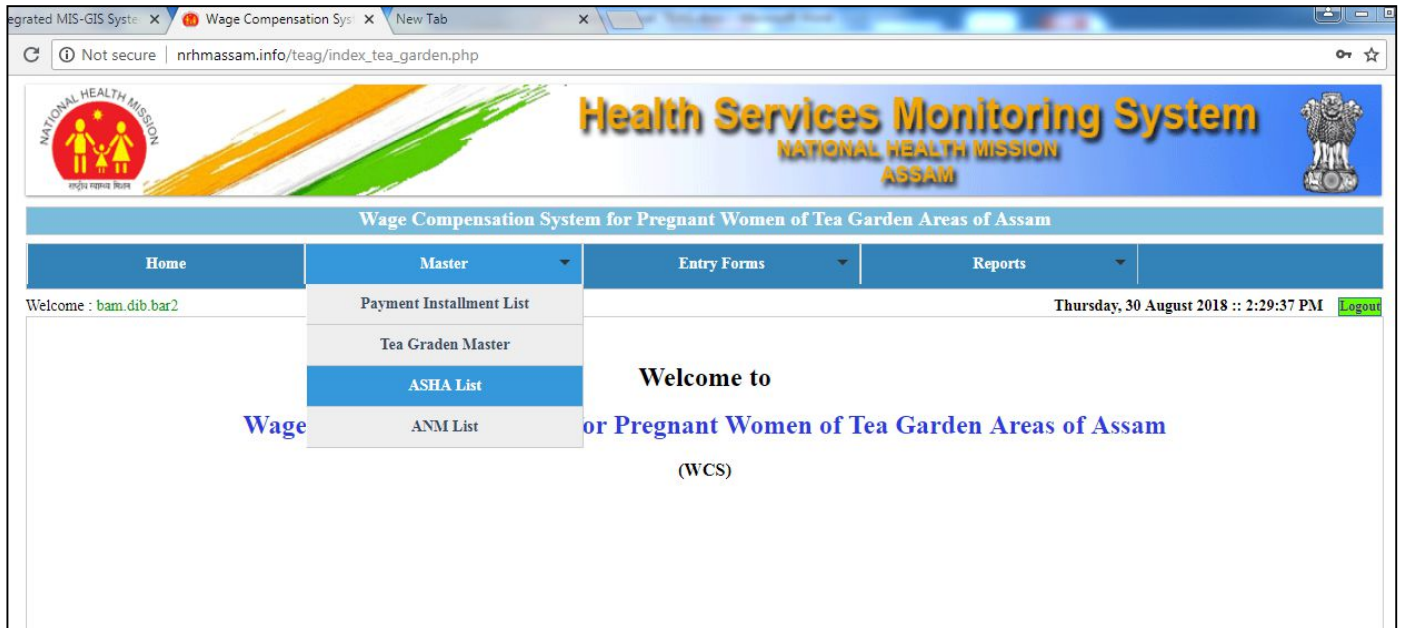 egrated MIS-GIS Syste
Wage Compensation Syst
New Tab
Not secure | nrhmassam.info/teag/index_tea_garden.php
NATIONAL HEALTH MISSION
राष्ट्रीय स्वास्थ्य मिशन
Health Services Monitoring System
NATIONAL HEALTH MISSION
ASSAM
Wage Compensation System for Pregnant Women of Tea Garden Areas of Assam
Home Master Entry Forms Reports
Welcome : bam.dib.bar2
Thursday, 30 August 2018 :: 2:29:37 PM Logout
Payment Installment List
Tea Graden Master
ASHA List
ANM List
Welcome to
Wage or Pregnant Women of Tea Garden Areas of Assam
(WCS)